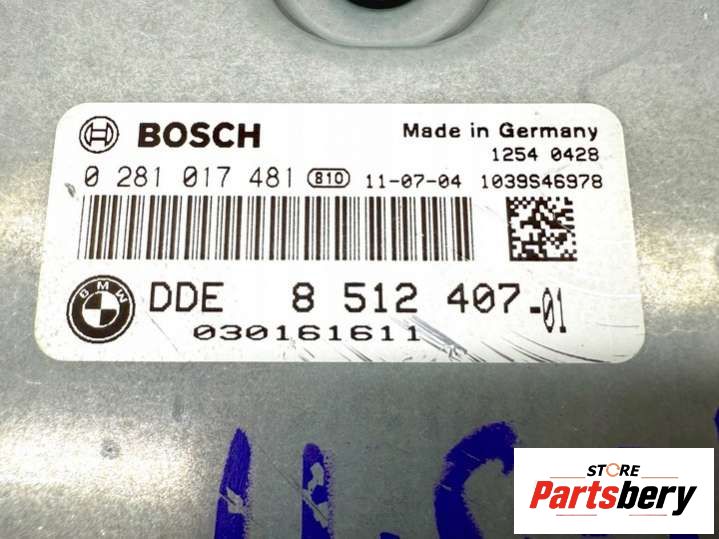 BOSCH
Made in Germany
1254 0428
0 281 017 481 810 11-07-04 1039S46978
BMW
DDE 8 512 407-01
030161611
STORE
Partsbery